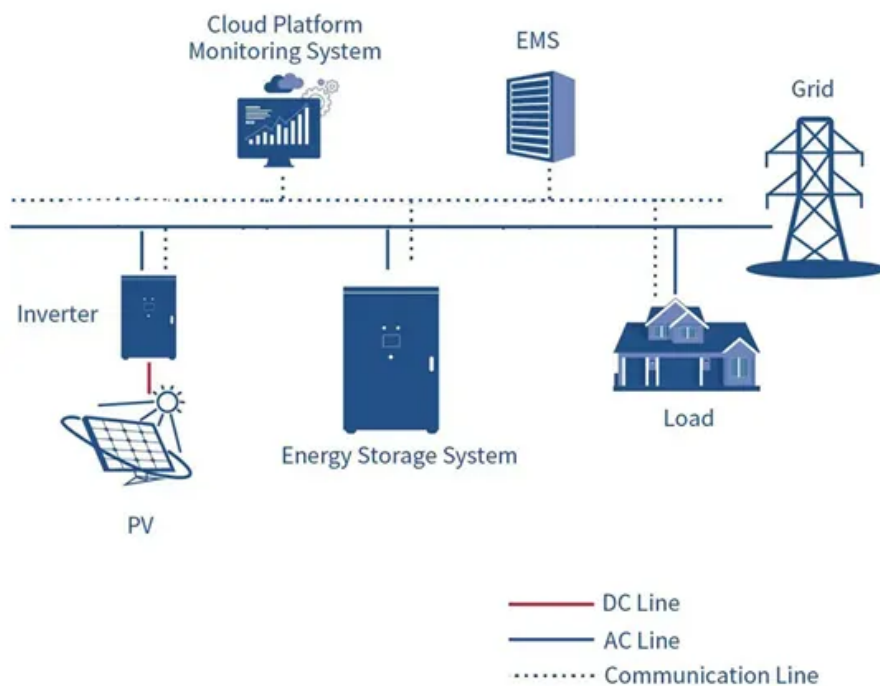 Cloud Platform
Monitoring System
EMS
Grid
Inverter
Load
Energy Storage System
PV
DC Line
AC Line
Communication Line